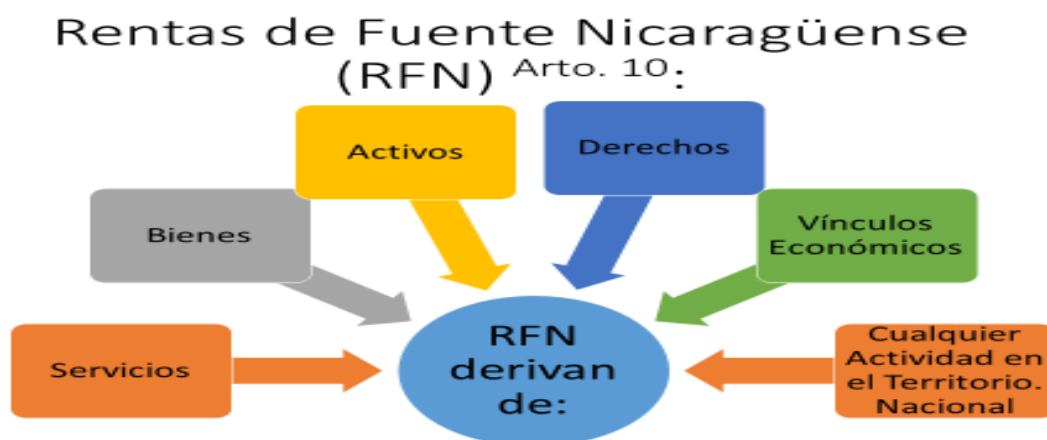 Rentas de Fuente Nicaragüense
(RFN) Arto. 10:
Activos
Derechos
Bienes
Vínculos
Económicos
Servicios
RFN
derivan
de:
Cualquier
Actividad en
el Territorio.
Nacional